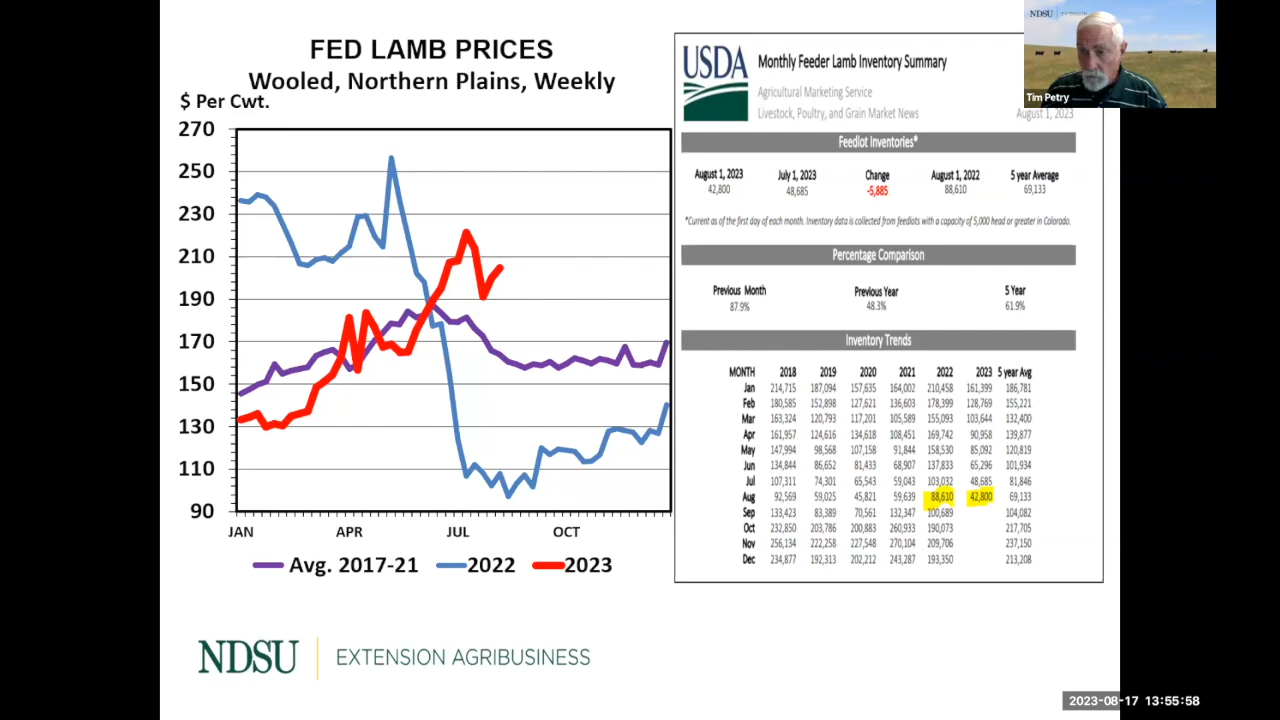 FED LAMB PRICES
Wooled, Northern Plains, Weekly
$ Per Cwt.
270
250
230
210
190
170
150
130
110
90
JAN APR JUL OCT
Avg. 2017-21 2022 2023
USDA
Monthly Feeder Lamb Inventory Summary
Agricultural Marketing Service
Livestock, Poultry, and Grain Market News
August 1, 2023
Feedlot Inventories*
August 1, 2023 July 1, 2023 Change August 1, 2022 5 year Average
42,800 48,685 -5,885 88,610 69,133
*Current as of the first day of each month. Inventory data is collected from feedlots with a capacity of 5,000 head or greater in Colorado.
Percentage Comparison
Previous Month Previous Year 5 Year
87.9% 48.3% 61.9%
Inventory Trends
MONTH 2018 2019 2020 2021 2022 2023 5 year Avg
Jan 214,715 187,094 157,635 164,002 210,458 161,399 186,781
Feb 180,585 152,898 127,621 136,603 178,399 128,769 155,221
Mar 163,324 120,793 117,201 105,589 155,093 103,644 132,400
Apr 161,957 124,616 134,618 108,451 169,742 90,958 139,877
May 147,994 98,568 107,158 91,844 158,530 85,092 120,819
Jun 134,844 86,652 81,433 68,907 137,833 65,296 101,934
Jul 107,311 74,301 65,543 59,043 103,032 48,685 81,846
Aug 92,569 59,025 45,821 59,639 88,610 42,800 69,133
Sep 133,423 83,389 70,561 132,347 100,689 104,082
Oct 232,850 203,786 200,883 260,933 190,073 217,705
Nov 256,134 222,258 227,548 270,104 209,706 237,150
Dec 234,877 192,313 202,212 243,287 193,350 213,208
NDSU
Tim Petry
NDSU EXTENSION AGRIBUSINESS
2023-08-17 13:55:58